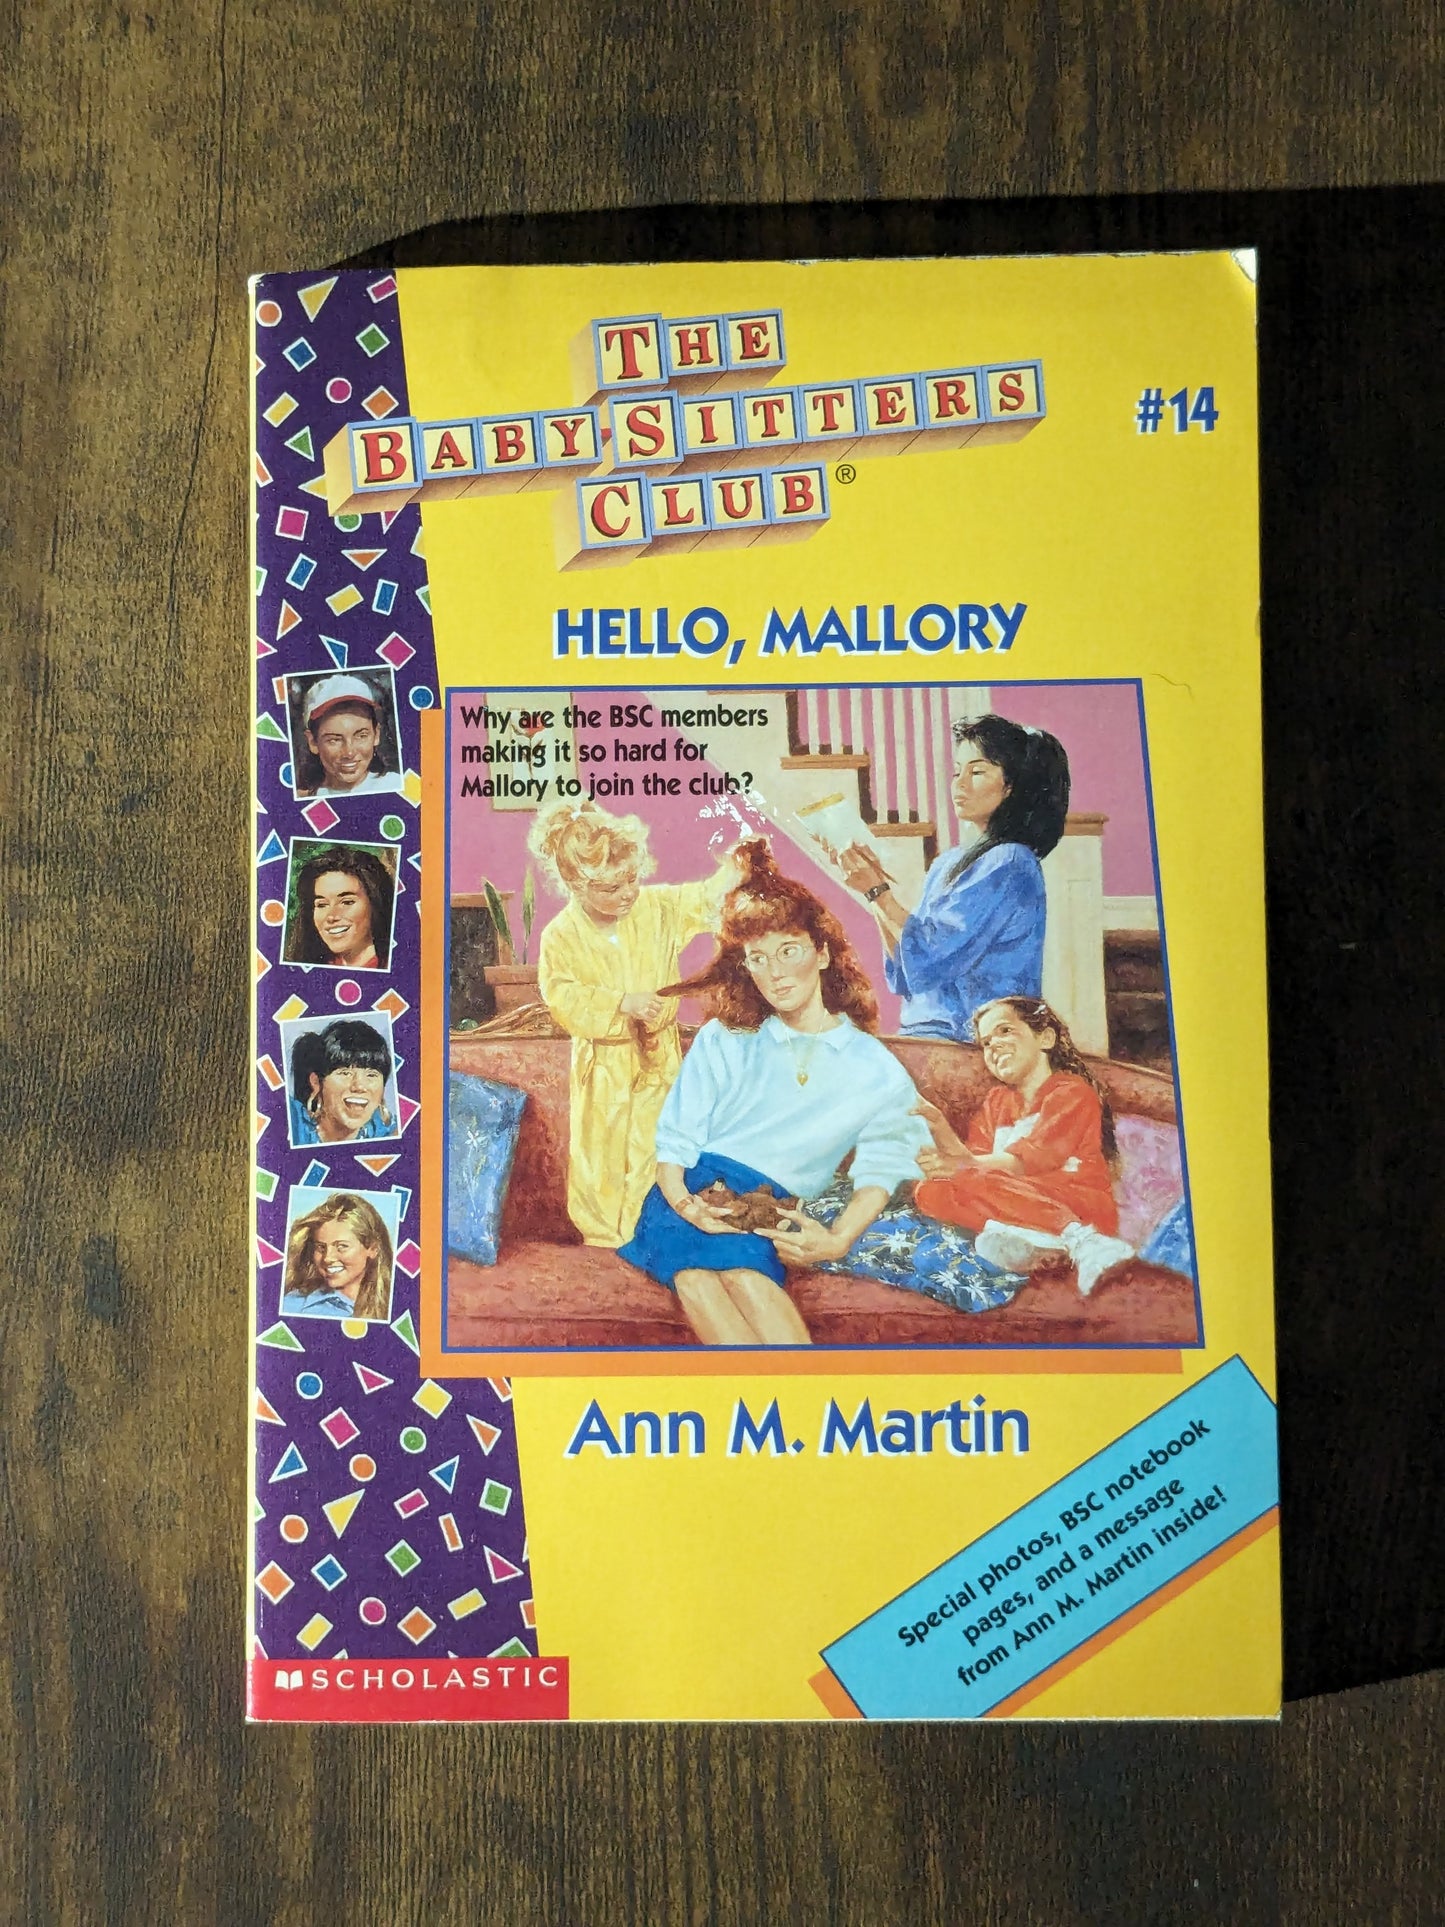 THE
BABY-SITTERS
CLUB®
#14
HELLO, MALLORY
Why are the BSC members
making it so hard for
Mallory to join the club?
Ann M. Martin
Special photos, BSC notebook
pages, and a message
from Ann M. Martin inside!
SCHOLASTIC